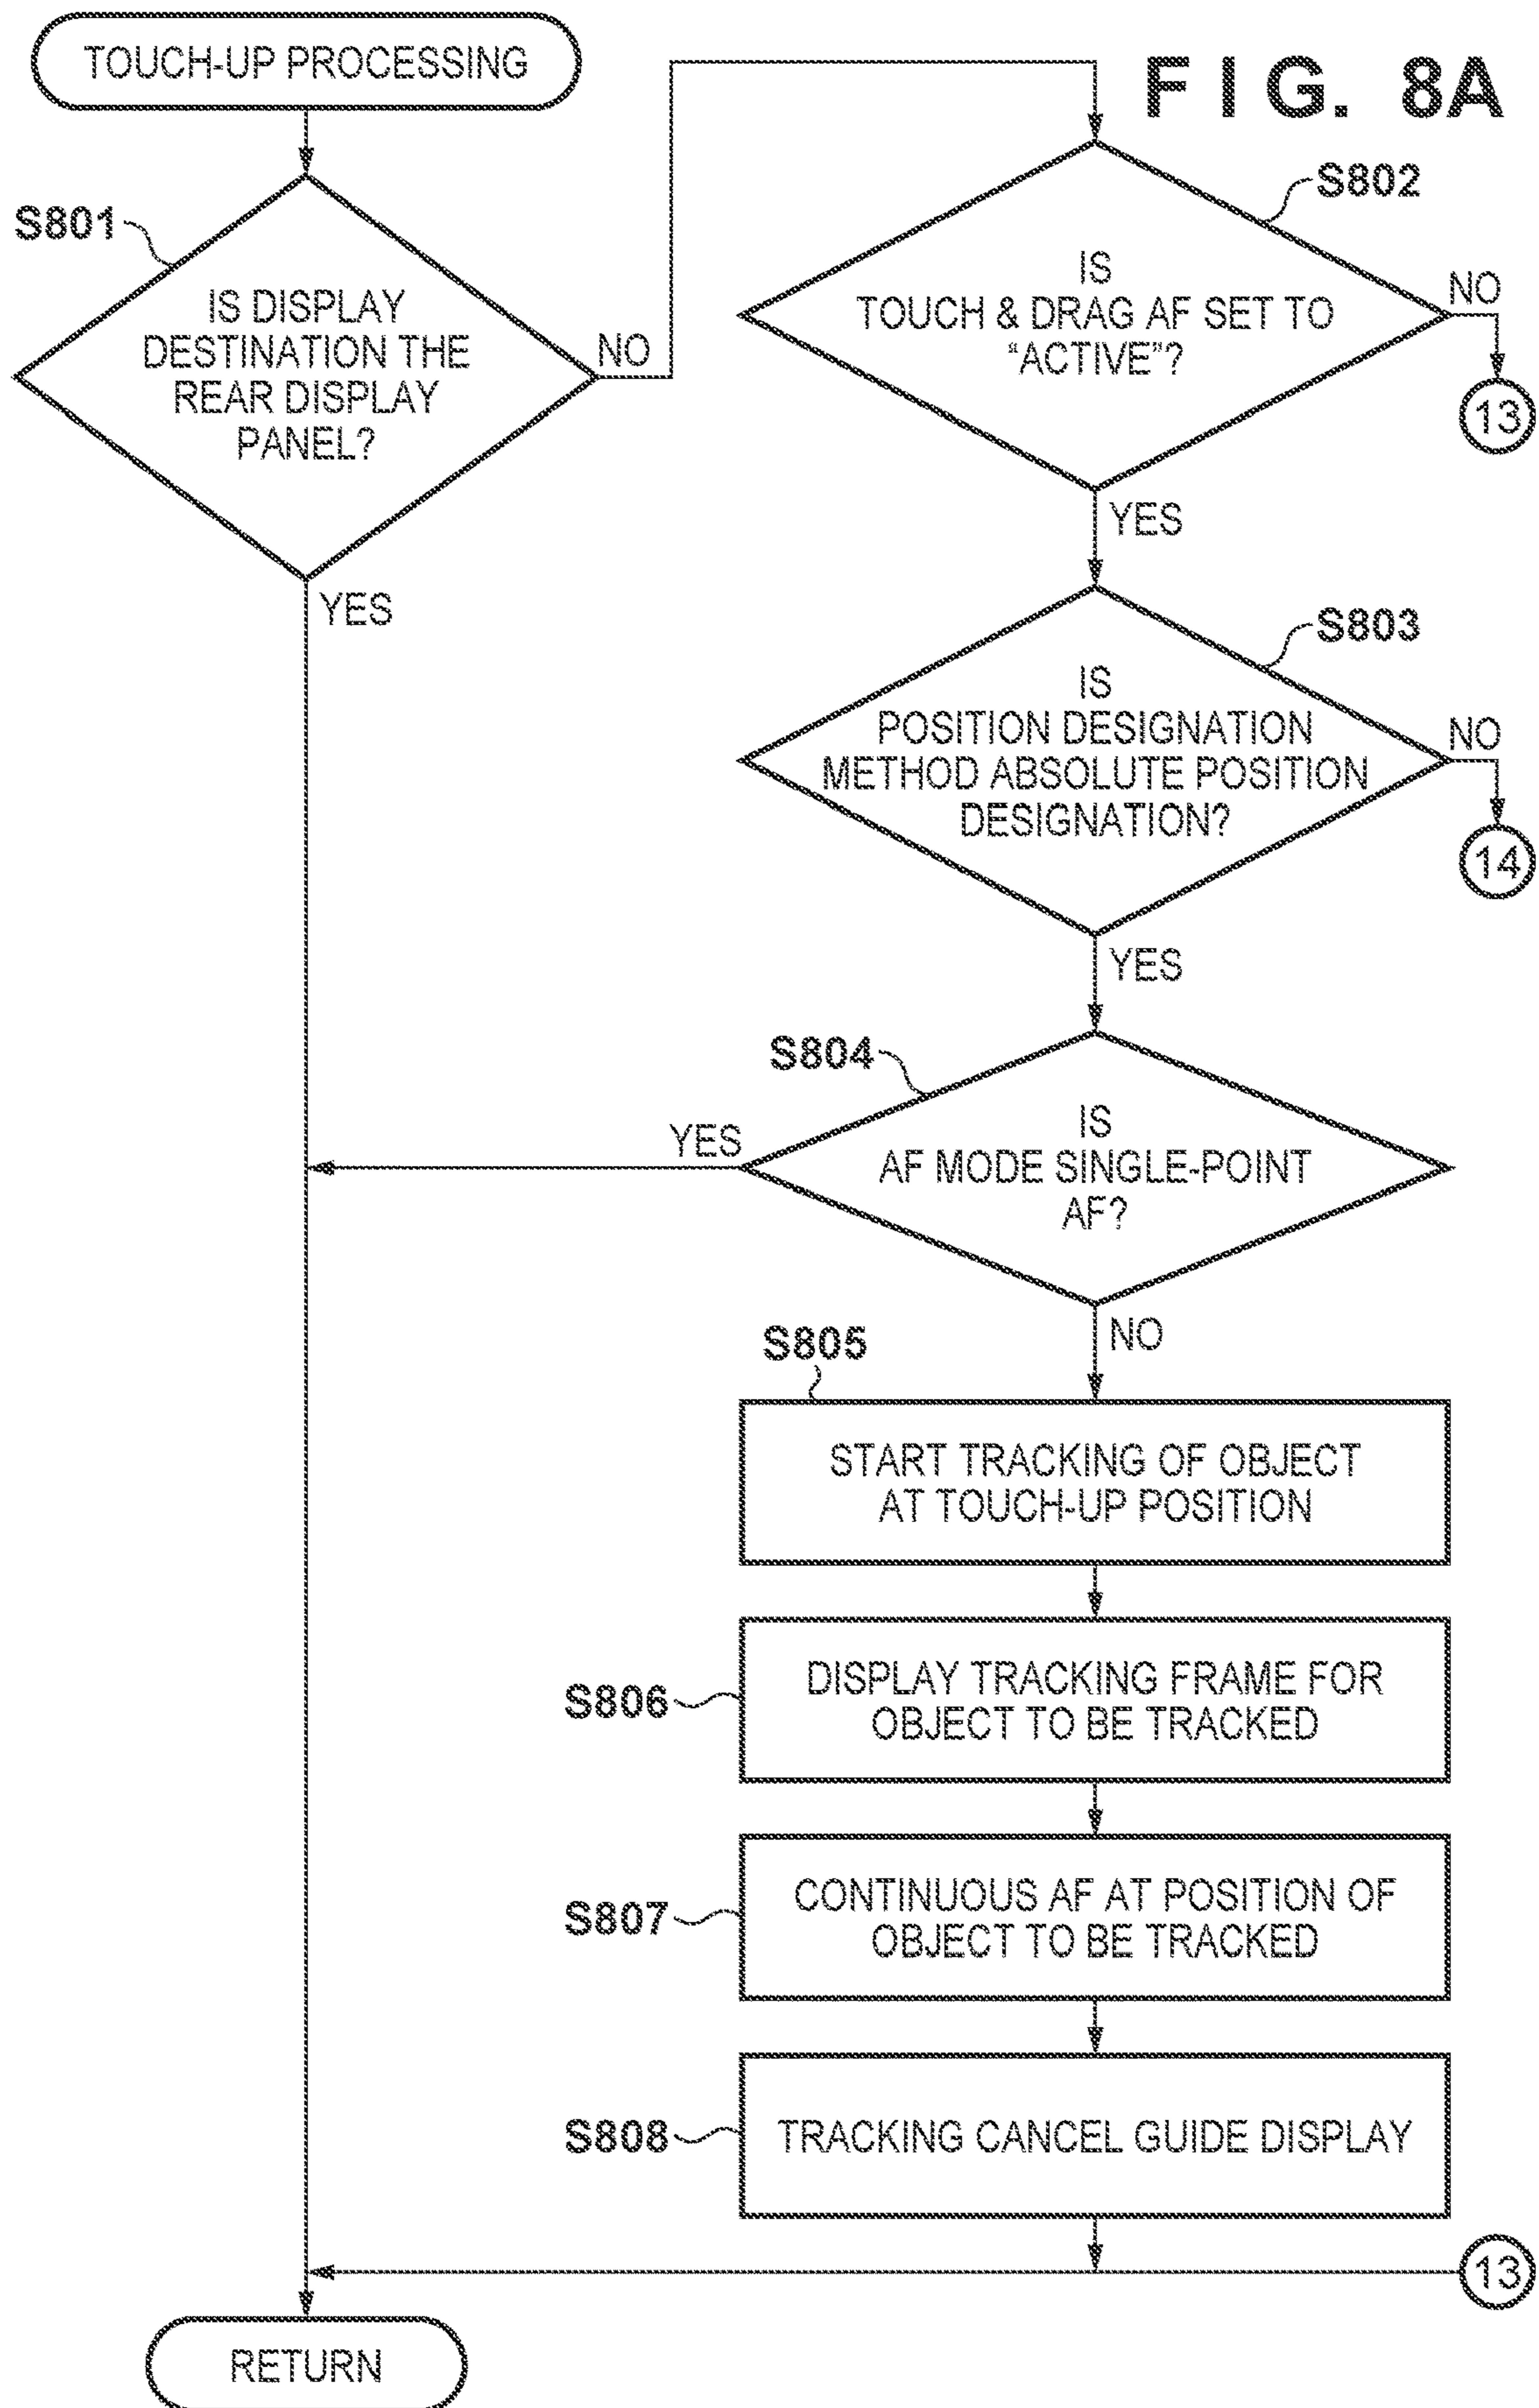 TOUCH-UP PROCESSING
FIG. 8A
S801
IS DISPLAY
DESTINATION THE
REAR DISPLAY
PANEL?
NO
YES
S802
IS
TOUCH & DRAG AF SET TO
“ACTIVE”?
NO
13
YES
S803
IS
POSITION DESIGNATION
METHOD ABSOLUTE POSITION
DESIGNATION?
NO
14
YES
S804
IS
AF MODE SINGLE-POINT
AF?
YES
NO
S805
START TRACKING OF OBJECT
AT TOUCH-UP POSITION
S806
DISPLAY TRACKING FRAME FOR
OBJECT TO BE TRACKED
S807
CONTINUOUS AF AT POSITION OF
OBJECT TO BE TRACKED
S808
TRACKING CANCEL GUIDE DISPLAY
13
RETURN